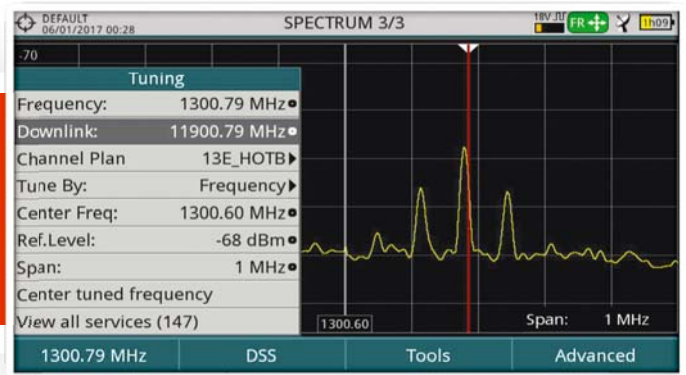 DEFAULT
06/01/2017 00:28
SPECTRUM 3/3
18V
FR
1h09
-70
Tuning
Frequency: 1300.79 MHz
Downlink: 11900.79 MHz
Channel Plan 13E_HOTB
Tune By: Frequency
Center Freq: 1300.60 MHz
Ref.Level: -68 dBm
Span: 1 MHz
Center tuned frequency
View all services (147)
1300.60
Span: 1 MHz
1300.79 MHz DSS Tools Advanced